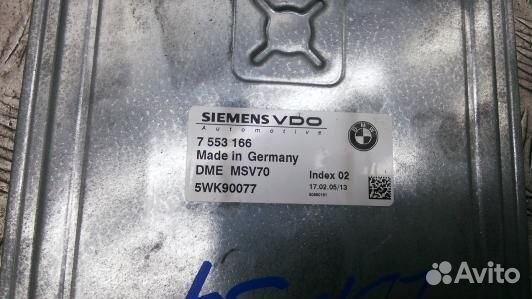 SIEMENS VDO
Automotive
BMW
7 553 166
Made in Germany
DME MSV70
Index 02
5WK90077
17.02.05/13
Avito